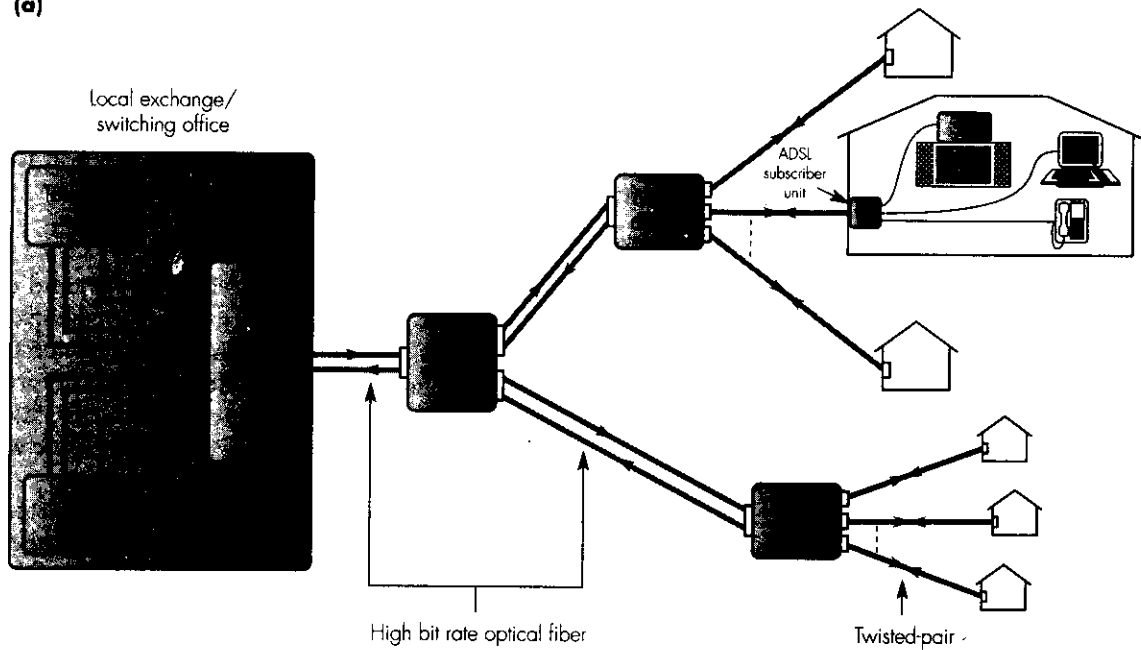 (a)
Local exchange/
switching office
ADSL
subscriber
unit
High bit rate optical fiber
Twisted-pair